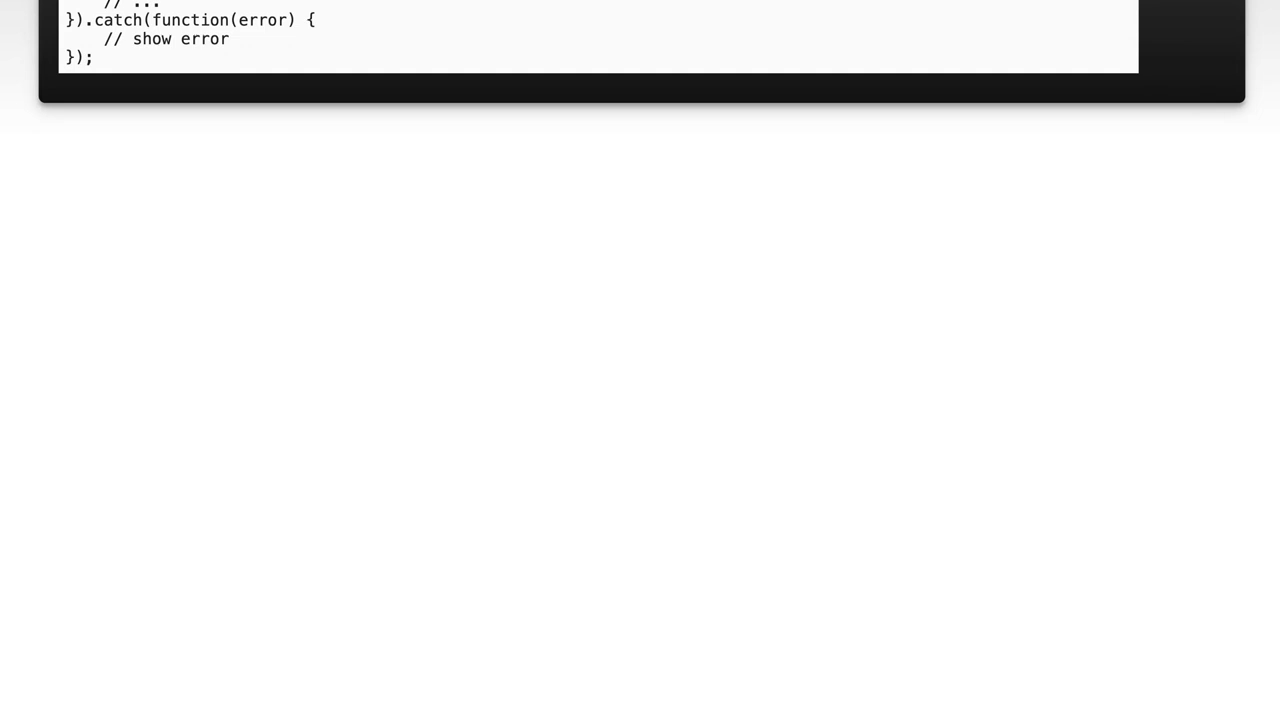 // ...
}).catch(function(error) {
    // show error
});